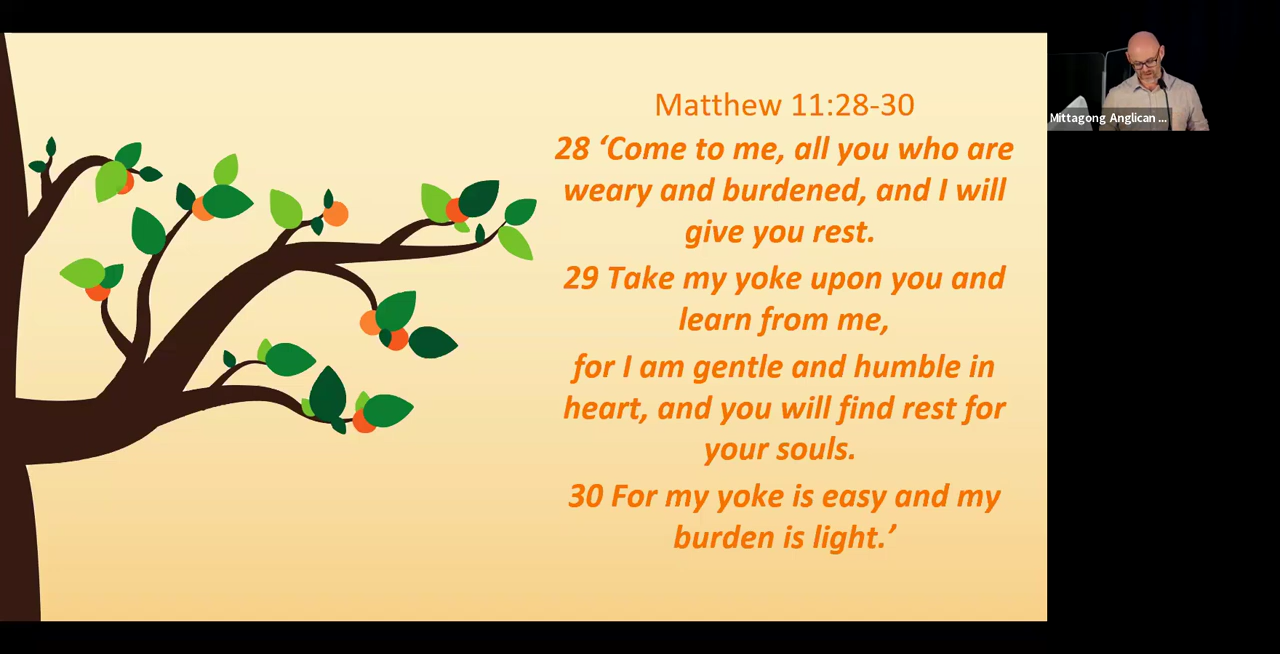 Matthew 11:28-30
28 ‘Come to me, all you who are
weary and burdened, and I will
give you rest.
29 Take my yoke upon you and
learn from me,
for I am gentle and humble in
heart, and you will find rest for
your souls.
30 For my yoke is easy and my
burden is light.’
Mittagong Anglican ...